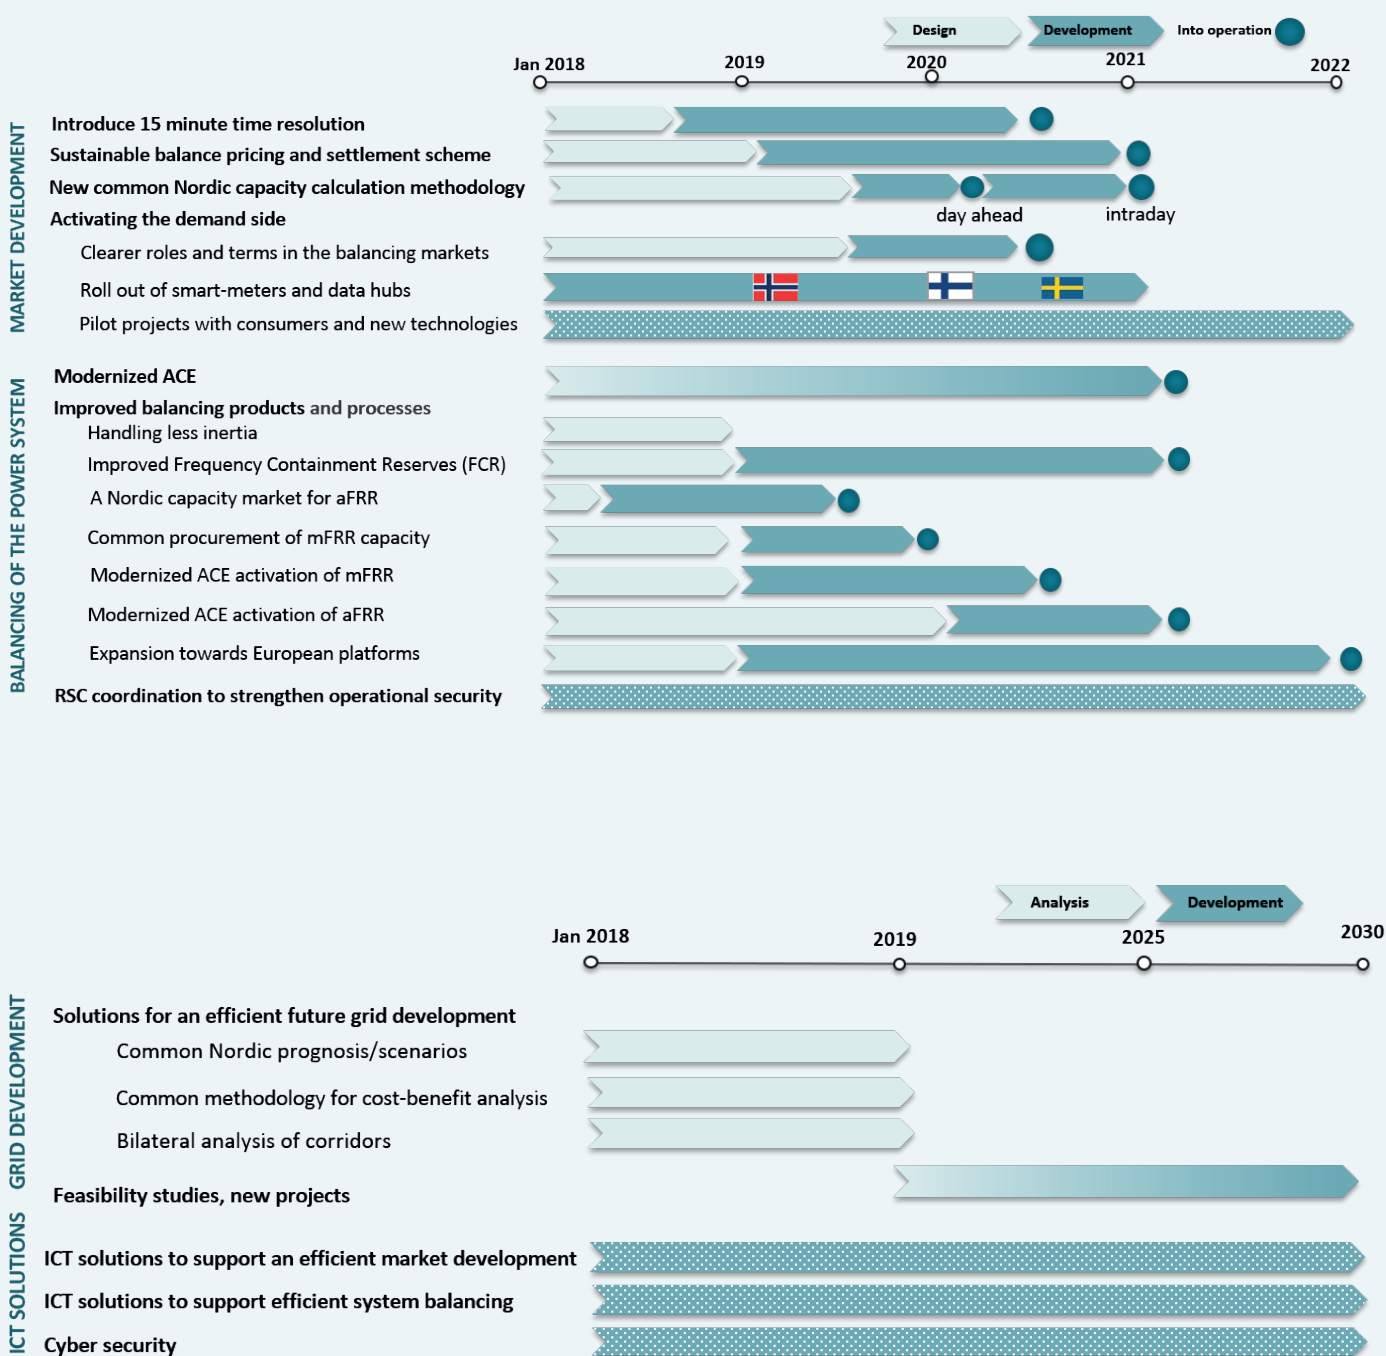 Design Development Into operation
Jan 2018 2019 2020 2021 2022
MARKET DEVELOPMENT
Introduce 15 minute time resolution
Sustainable balance pricing and settlement scheme
New common Nordic capacity calculation methodology
day ahead intraday
Activating the demand side
Clearer roles and terms in the balancing markets
Roll out of smart-meters and data hubs
Pilot projects with consumers and new technologies
BALANCING OF THE POWER SYSTEM
Modernized ACE
Improved balancing products and processes
Handling less inertia
Improved Frequency Containment Reserves (FCR)
A Nordic capacity market for aFRR
Common procurement of mFRR capacity
Modernized ACE activation of mFRR
Modernized ACE activation of aFRR
Expansion towards European platforms
RSC coordination to strengthen operational security
Analysis Development
Jan 2018 2019 2025 2030
GRID DEVELOPMENT
Solutions for an efficient future grid development
Common Nordic prognosis/scenarios
Common methodology for cost-benefit analysis
Bilateral analysis of corridors
Feasibility studies, new projects
ICT SOLUTIONS
ICT solutions to support an efficient market development
ICT solutions to support efficient system balancing
Cyber security